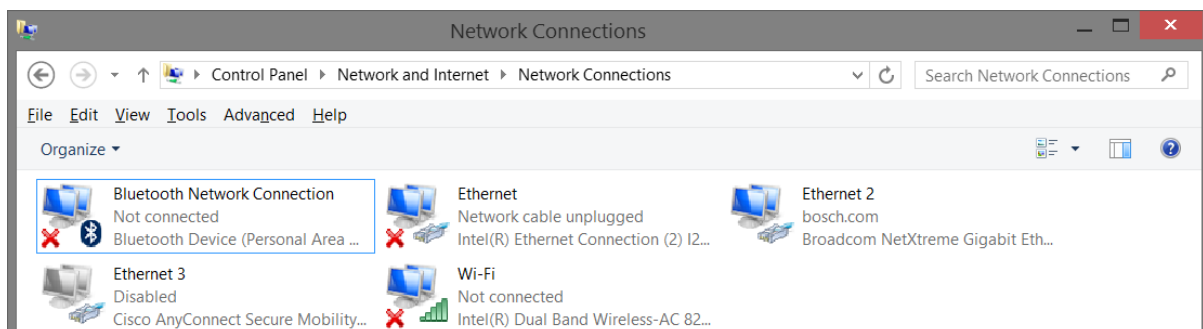 Network Connections
Control Panel Network and Internet Network Connections Search Network Connections
File Edit View Tools Advanced Help
Organize
Bluetooth Network Connection
Not connected
Bluetooth Device (Personal Area ...
Ethernet
Network cable unplugged
Intel(R) Ethernet Connection (2) I2...
Ethernet 2
bosch.com
Broadcom NetXtreme Gigabit Eth...
Ethernet 3
Disabled
Cisco AnyConnect Secure Mobility...
Wi-Fi
Not connected
Intel(R) Dual Band Wireless-AC 82...